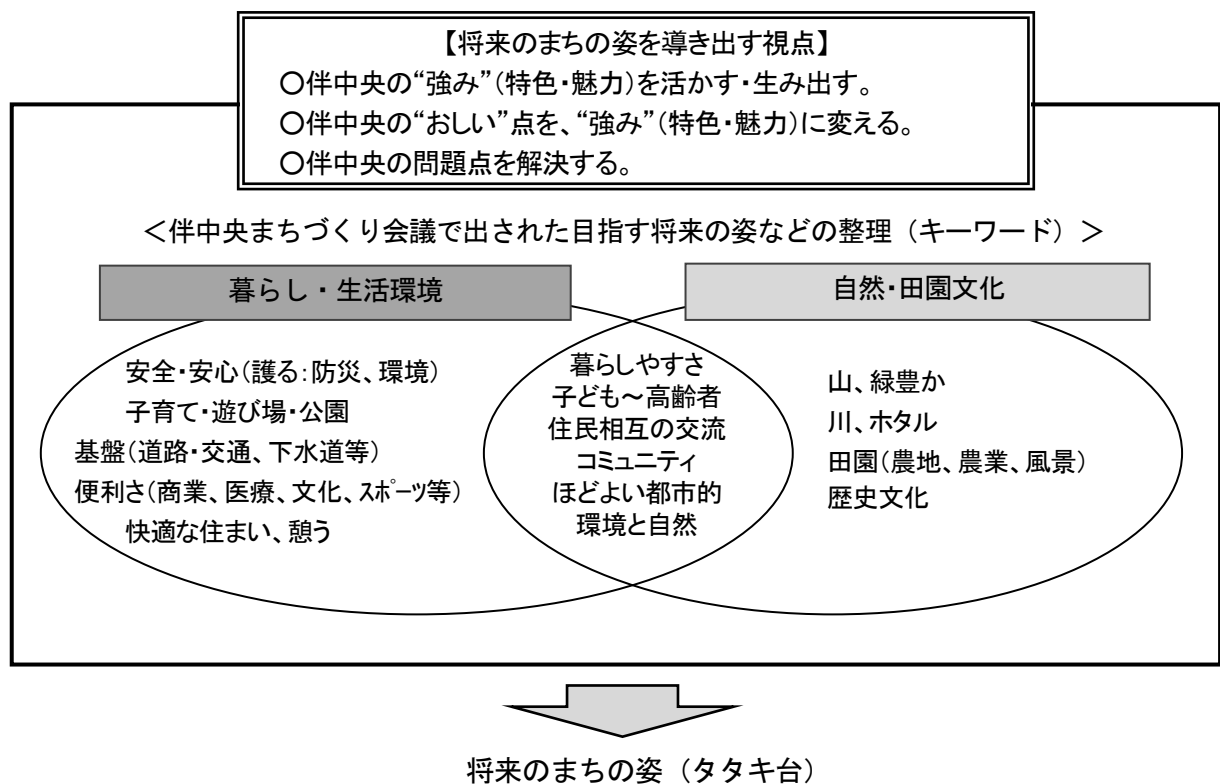 【将来のまちの姿を導き出す視点】
〇伴中央の“強み”（特色・魅力）を活かす・生み出す。
〇伴中央の“おしい”点を、“強み”（特色・魅力）に変える。
〇伴中央の問題点を解決する。
＜伴中央まちづくり会議で出された目指す将来の姿などの整理（キーワード）＞
暮らし・生活環境
安全・安心（護る：防災、環境）
子育て・遊び場・公園
基盤（道路・交通、下水道等）
便利さ（商業、医療、文化、ｽﾎﾟｰﾂ等）
快適な住まい、憩う
暮らしやすさ
子ども～高齢者
住民相互の交流
コミュニティ
ほどよい都市的
環境と自然
自然・田園文化
山、緑豊か
川、ホタル
田園（農地、農業、風景）
歴史文化
将来のまちの姿（タタキ台）